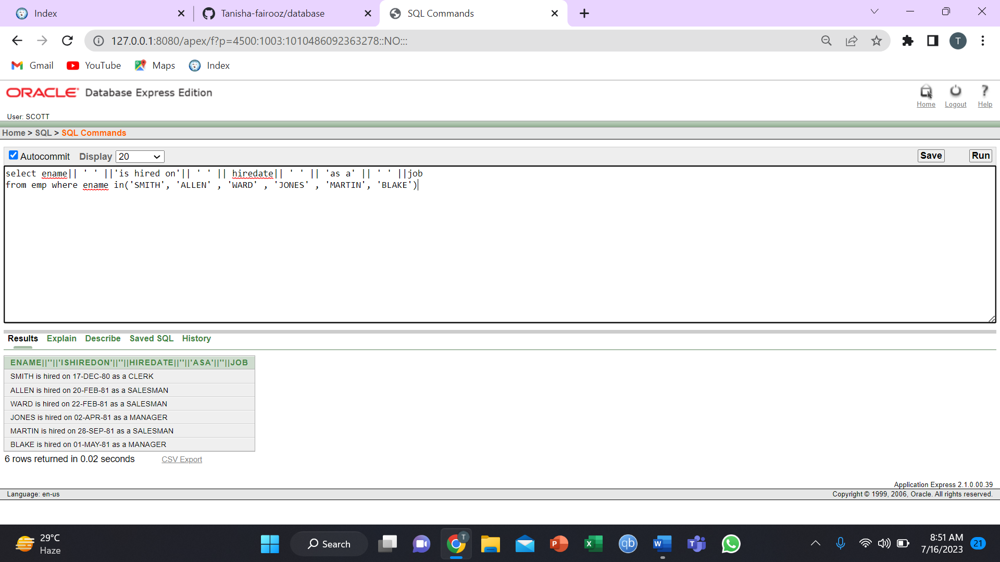 Index
Tanisha-fairooz/database
SQL Commands
127.0.0.1:8080/apex/f?p=4500:1003:1010486092363278::NO:::
T
Gmail
YouTube
Maps
Index
ORACLE Database Express Edition
Home
Logout
Help
User: SCOTT
Home > SQL > SQL Commands
Autocommit Display 20
Save
Run
select ename|| ' ' ||'is hired on'|| ' ' || hiredate|| ' ' || 'as a' || ' ' ||job
from emp where ename in('SMITH', 'ALLEN' , 'WARD' , 'JONES' , 'MARTIN', 'BLAKE')
Results Explain Describe Saved SQL History
ENAME||''||'ISHIREDON'||''||HIREDATE||''||'ASA'||''||JOB
SMITH is hired on 17-DEC-80 as a CLERK
ALLEN is hired on 20-FEB-81 as a SALESMAN
WARD is hired on 22-FEB-81 as a SALESMAN
JONES is hired on 02-APR-81 as a MANAGER
MARTIN is hired on 28-SEP-81 as a SALESMAN
BLAKE is hired on 01-MAY-81 as a MANAGER
6 rows returned in 0.02 seconds
CSV Export
Application Express 2.1.0.00.39
Language: en-us
Copyright © 1999, 2006, Oracle. All rights reserved.
29°C
Haze
Search
T
P
X
qb
W
T
8:51 AM
7/16/2023
21